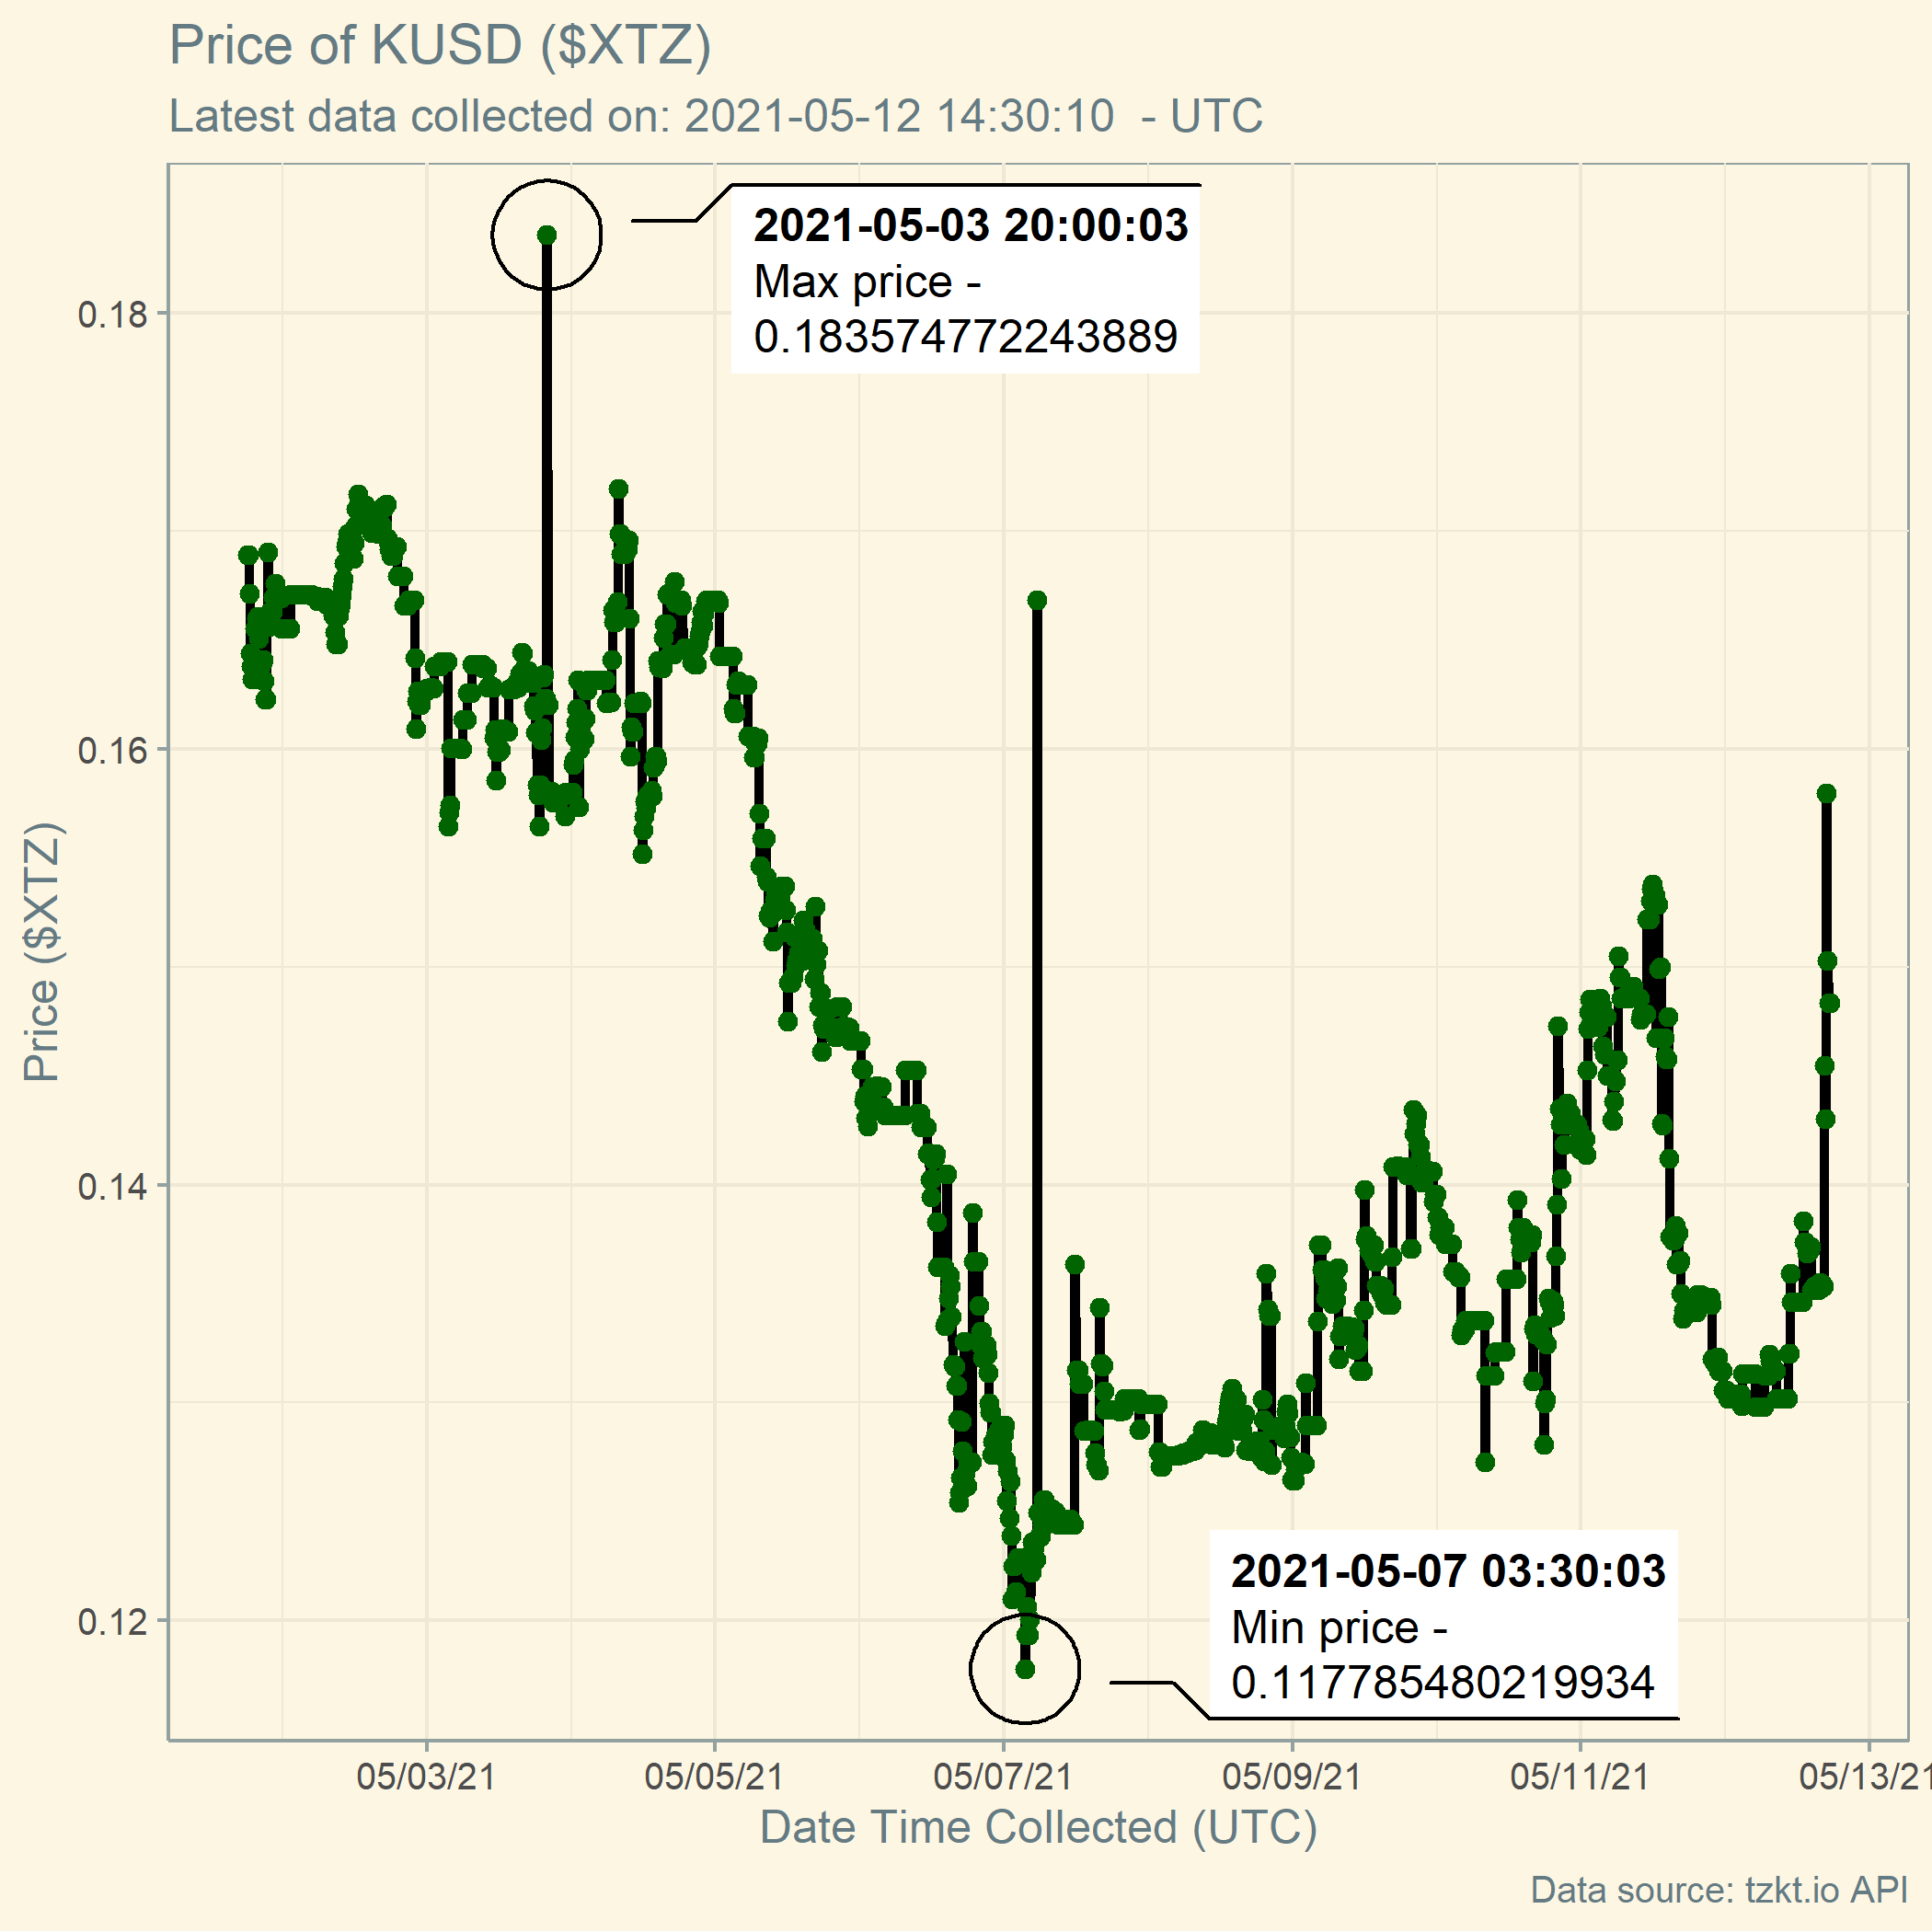 Price of KUSD ($XTZ)
Latest data collected on: 2021-05-12 14:30:10  - UTC
2021-05-03 20:00:03
Max price -
0.183574772243889
0.18
0.16
0.14
0.12
Price ($XTZ)
2021-05-07 03:30:03
Min price -
0.117785480219934
05/03/21
05/05/21
05/07/21
05/09/21
05/11/21
05/13/21
Date Time Collected (UTC)
Data source: tzkt.io API